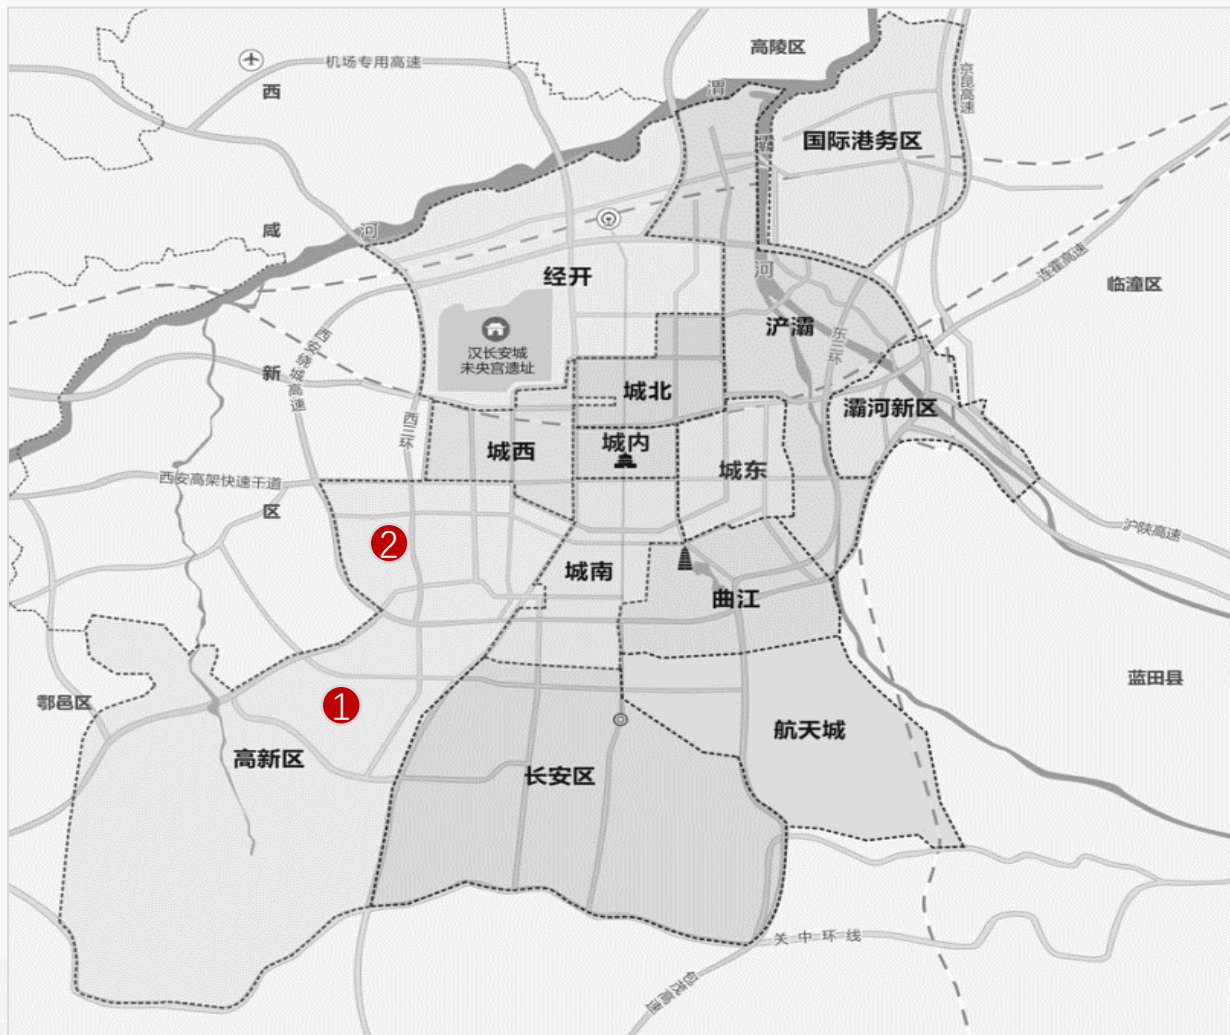 高陵区
机场专用高速
京昆高速
西
渭
灞
国际港务区
咸
河
河
连霍高速
经开
临潼区
浐灞
西安绕城高速
东三环
汉长安城
未央宫遗址
新
城北
灞河新区
西三环
城内
城西
城东
西安高架快速干道
区
沪陕高速
2
城南
曲江
蓝田县
鄠邑区
1
航天城
高新区
长安区
关中环线
包茂高速